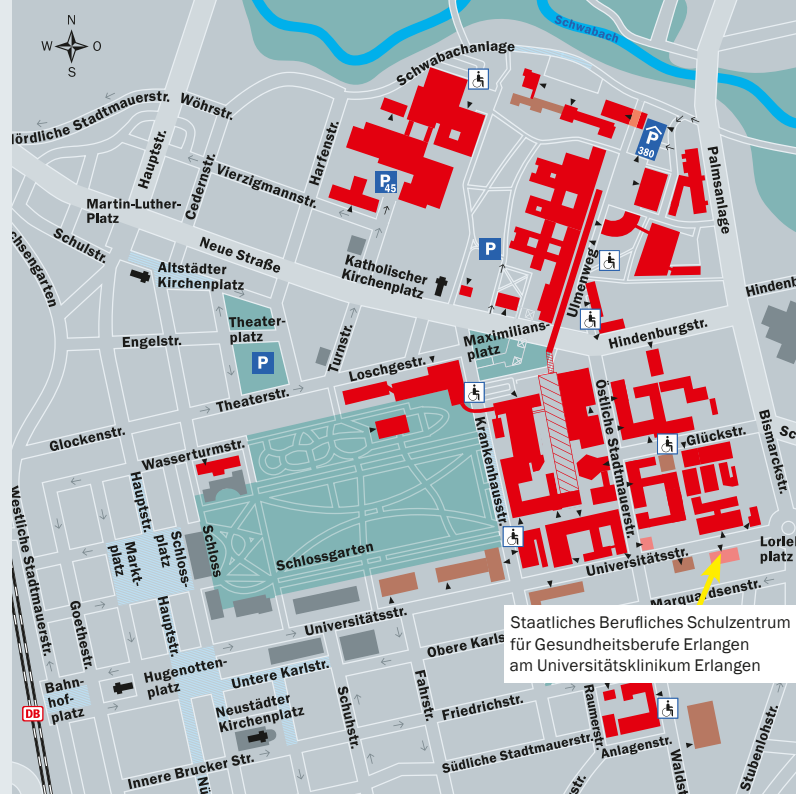 N
W O
S
Schwabach
Schwabachanlage
Wöhrstr.
Nördliche Stadtmauerstr.
Hauptstr.
Cedernstr.
Harfenstr.
Vierzigmannstr.
P
45
P
380
Palmsanlage
Martin-Luther-
Platz
Schulstr.
Neue Straße
Altstädter
Kirchenplatz
Katholischer
Kirchenplatz
P
Ulmenweg
Theater-
platz
P
Engelstr.
Turnstr.
Maximilians-
platz
Hindenburgstr.
Loschgestr.
Theaterstr.
Glockenstr.
Wasserturmstr.
Krankenhausstr.
Östliche Stadtmauerstr.
Glückstr.
Bismarckstr.
Westliche Stadtmauerstr.
Hauptstr.
Markt-
platz
Schloss-
platz
Schloss
Schlossgarten
Universitätsstr.
platz
Goethestr.
Hauptstr.
Universitätsstr.
Marquardsenstr.
Staatliches Berufliches Schulzentrum
für Gesundheitsberufe Erlangen
am Universitätsklinikum Erlangen
Hugenotten-
platz
Untere Karlstr.
Obere Karls
Bahn-
hof-
platz
DB
Neustädter
Kirchenplatz
Schuhstr.
Fahrstr.
Friedrichstr.
Raumerstr.
Anlagenstr.
Südliche Stadtmauerstr.
Innere Brucker Str.
Waldst
Stubenlohstr.